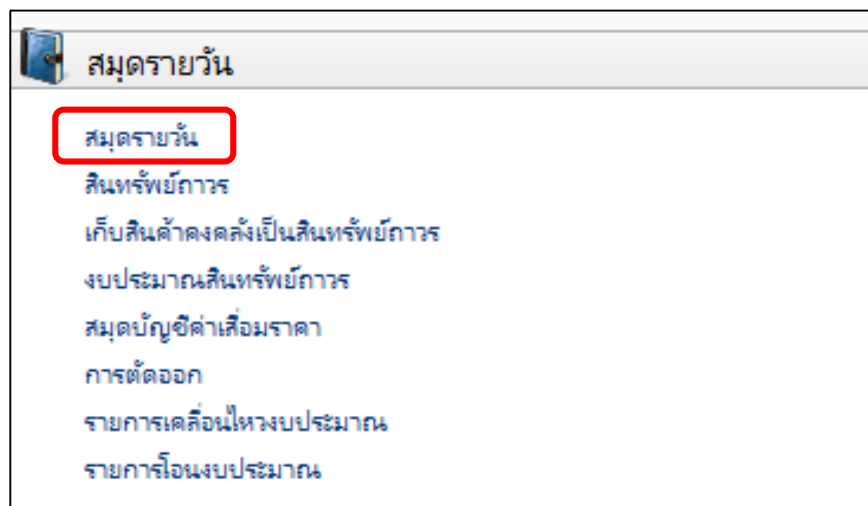 สมุดรายวัน
สมุดรายวัน
สินทรัพย์ถาวร
เก็บสินค้าคงคลังเป็นสินทรัพย์ถาวร
งบประมาณสินทรัพย์ถาวร
สมุดบัญชีค่าเสื่อมราคา
การตัดออก
รายการเคลื่อนไหวงบประมาณ
รายการโอนงบประมาณ